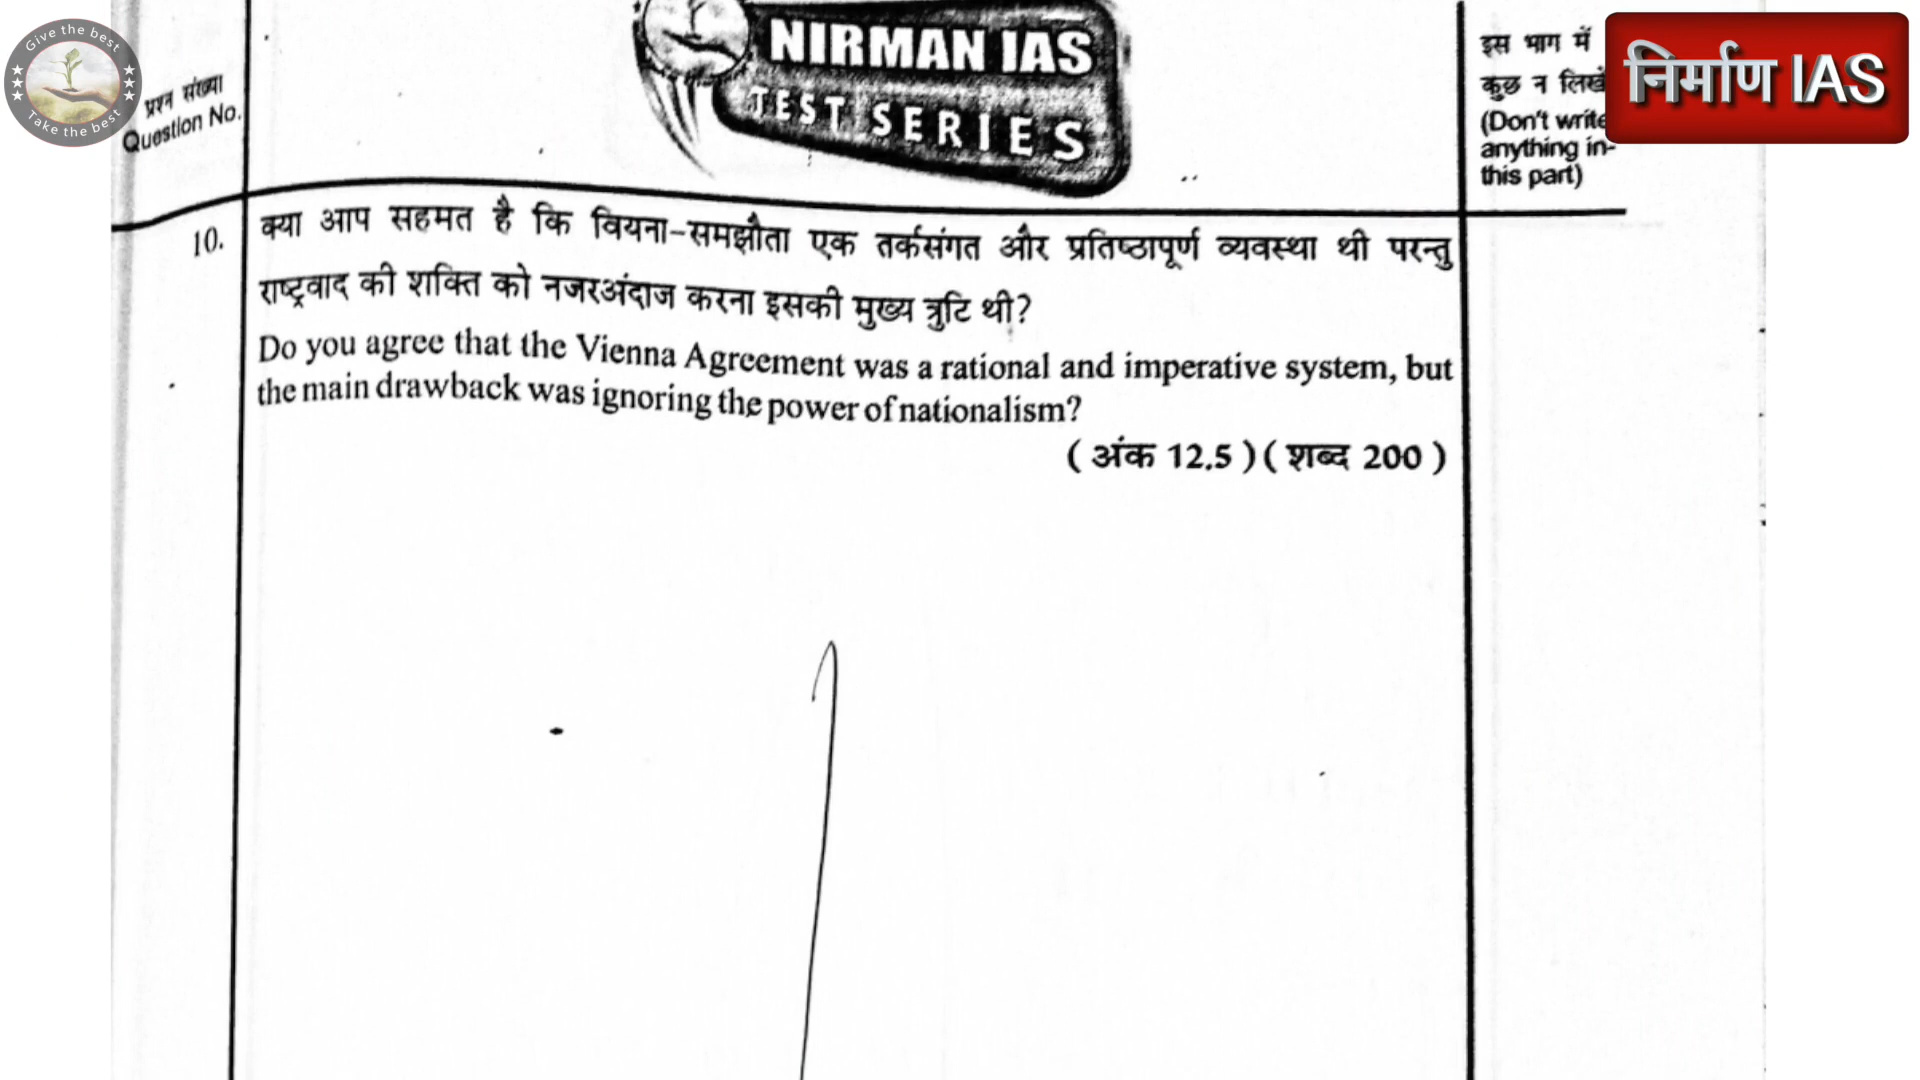 Give the best
Take the best
प्रश्न संख्या
Question No.
NIRMAN IAS
TEST SERIES
इस भाग में
कुछ न लिखें
(Don't write
anything in-
this part)
निर्माण IAS
10.
क्या आप सहमत है कि वियना-समझौता एक तर्कसंगत और प्रतिष्ठापूर्ण व्यवस्था थी परन्तु
राष्ट्रवाद की शक्ति को नजरअंदाज करना इसकी मुख्य त्रुटि थी?
Do you agree that the Vienna Agreement was a rational and imperative system, but
the main drawback was ignoring the power of nationalism?
( अंक 12.5 ) ( शब्द 200 )